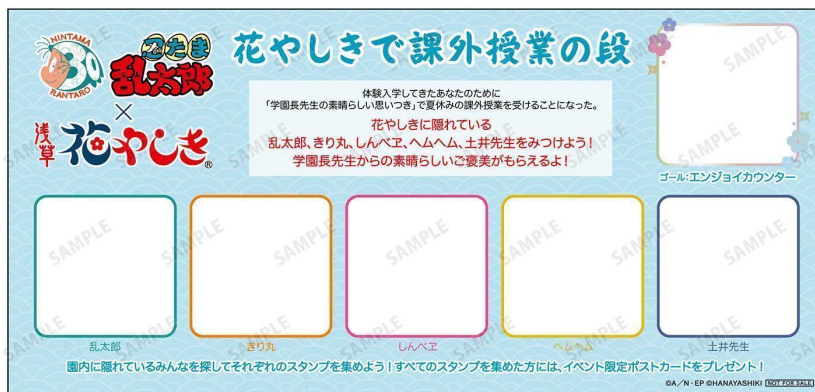 NINTAMA
30
RANTARO
忍たま
乱太郎
×
浅草
花やしき®
花やしきで課外授業の段
体験入学してきたあなたのために
「学園長先生の素晴らしい思いつき」で夏休みの課外授業を受けることになった。
花やしきに隠れている
乱太郎、きり丸、しんベヱ、ヘムヘム、土井先生をみつけよう！
学園長先生からの素晴らしいご褒美がもらえるよ！
SAMPLE
ゴール:エンジョイカウンター
SAMPLE
SAMPLE
SAMPLE
SAMPLE
SAMPLE
乱太郎
きり丸
しんベヱ
ヘムヘム
土井先生
園内に隠れているみんなを探してそれぞれのスタンプを集めよう！すべてのスタンプを集めた方には、イベント限定ポストカードをプレゼント！
©A／N・EP ©HANAYASHIKI NOT FOR SALE